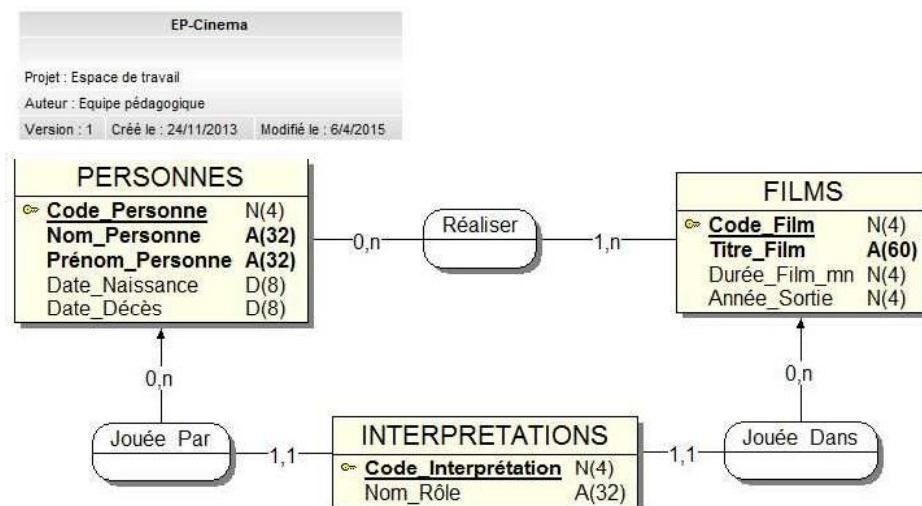 EP-Cinema
Projet : Espace de travail
Auteur : Equipe pédagogique
Version : 1 Créé le : 24/11/2013 Modifié le : 6/4/2015
PERSONNES
Code_Personne N(4)
Nom_Personne A(32)
Prénom_Personne A(32)
Date_Naissance D(8)
Date_Décès D(8)
0,n
Réaliser
1,n
FILMS
Code_Film N(4)
Titre_Film A(60)
Durée_Film_mn N(4)
Année_Sortie N(4)
0,n
0,n
Jouée Par
1,1
INTERPRETATIONS
Code_Interprétation N(4)
Nom_Rôle A(32)
1,1
Jouée Dans